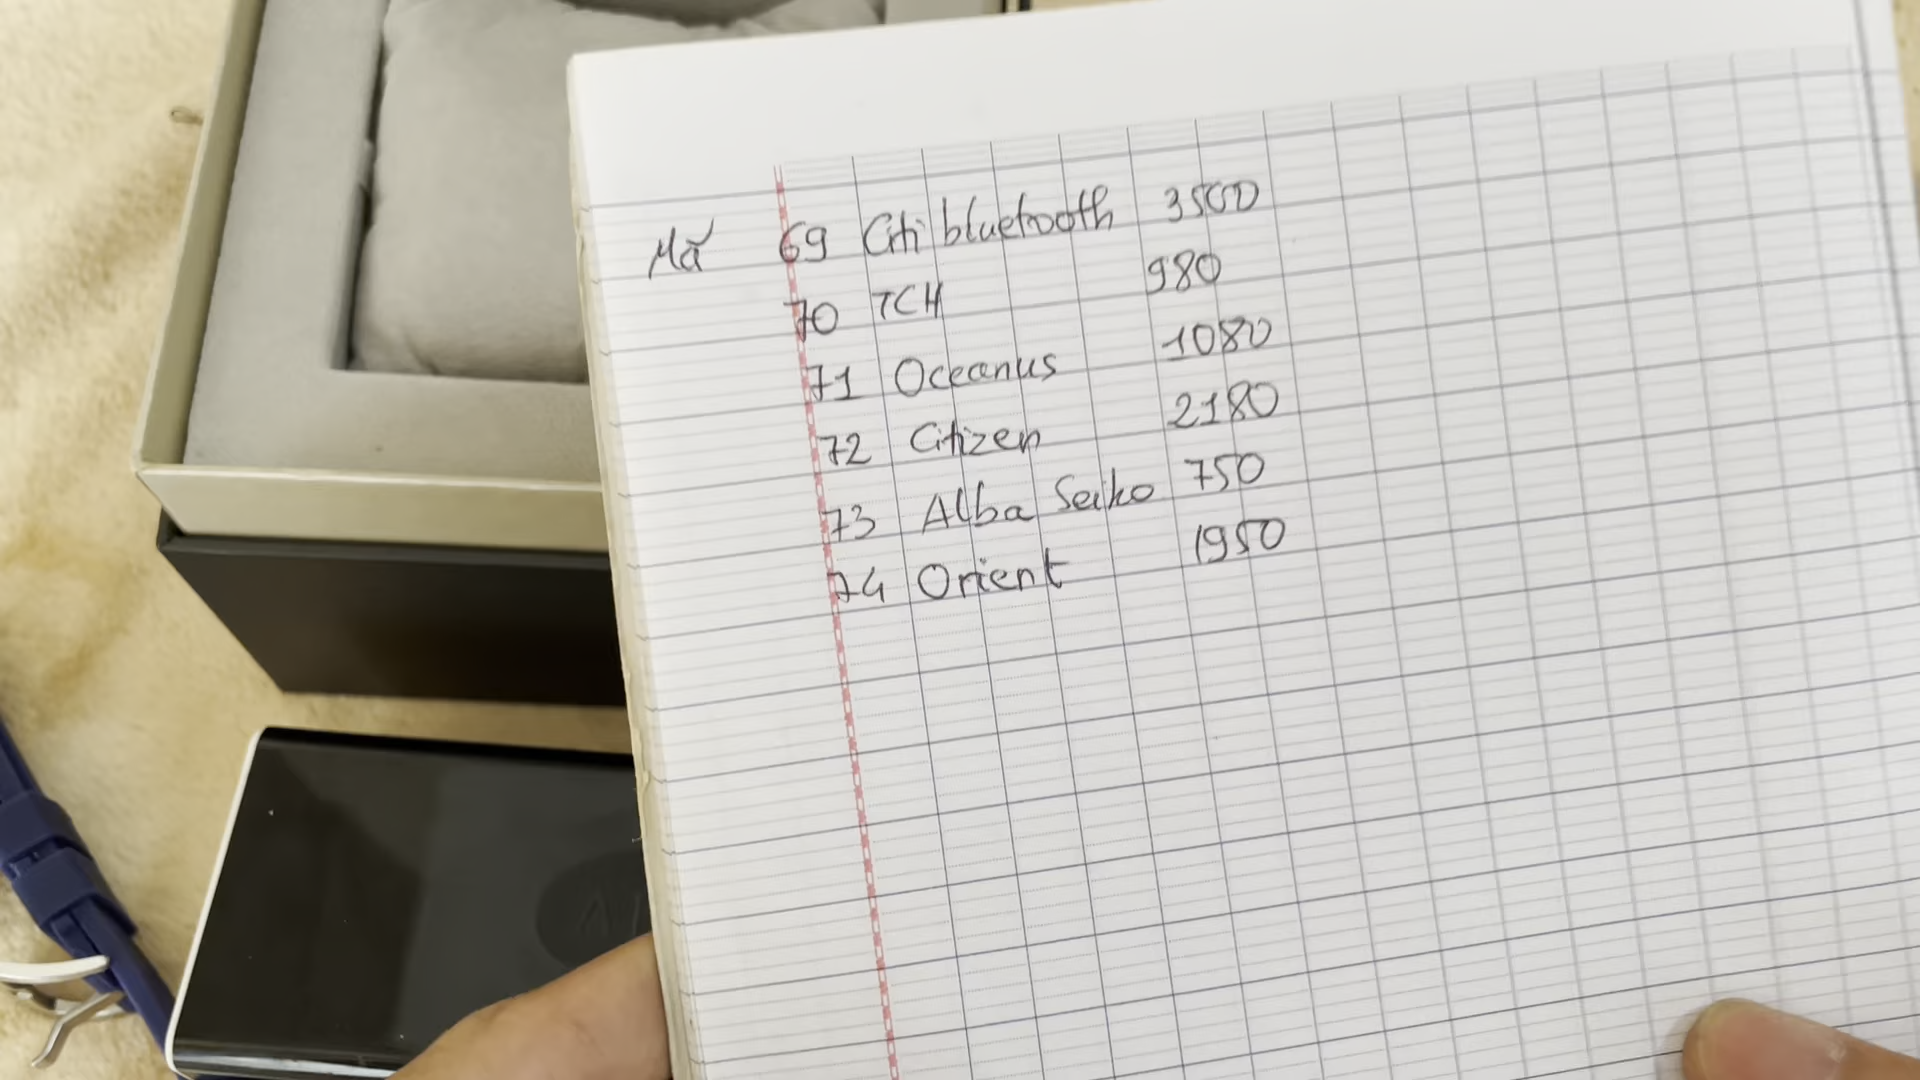 Mã 69 Citi bluetooth 3500
70 TCH 980
71 Oceanus 1080
72 Citizen 2180
73 Alba Seiko 750
74 Orient 1950